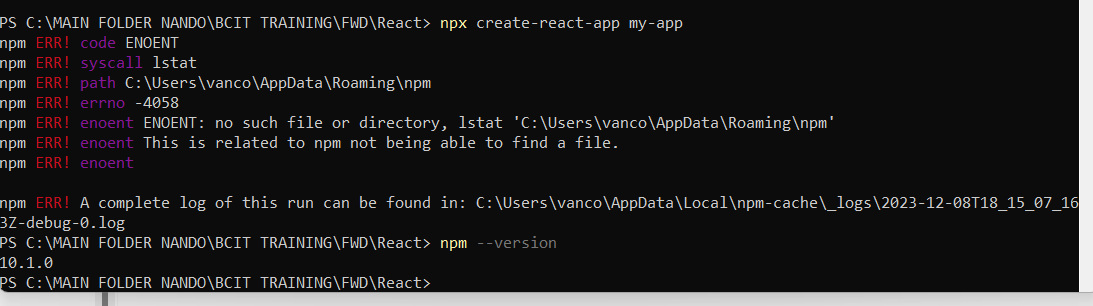 PS C:\MAIN FOLDER NANDO\BCIT TRAINING\FWD\React> npx create-react-app my-app
npm ERR! code ENOENT
npm ERR! syscall lstat
npm ERR! path C:\Users\vanco\AppData\Roaming\npm
npm ERR! errno -4058
npm ERR! enoent ENOENT: no such file or directory, lstat 'C:\Users\vanco\AppData\Roaming\npm'
npm ERR! enoent This is related to npm not being able to find a file.
npm ERR! enoent
npm ERR! A complete log of this run can be found in: C:\Users\vanco\AppData\Local\npm-cache\_logs\2023-12-08T18_15_07_16
3Z-debug-0.log
PS C:\MAIN FOLDER NANDO\BCIT TRAINING\FWD\React> npm --version
10.1.0
PS C:\MAIN FOLDER NANDO\BCIT TRAINING\FWD\React>